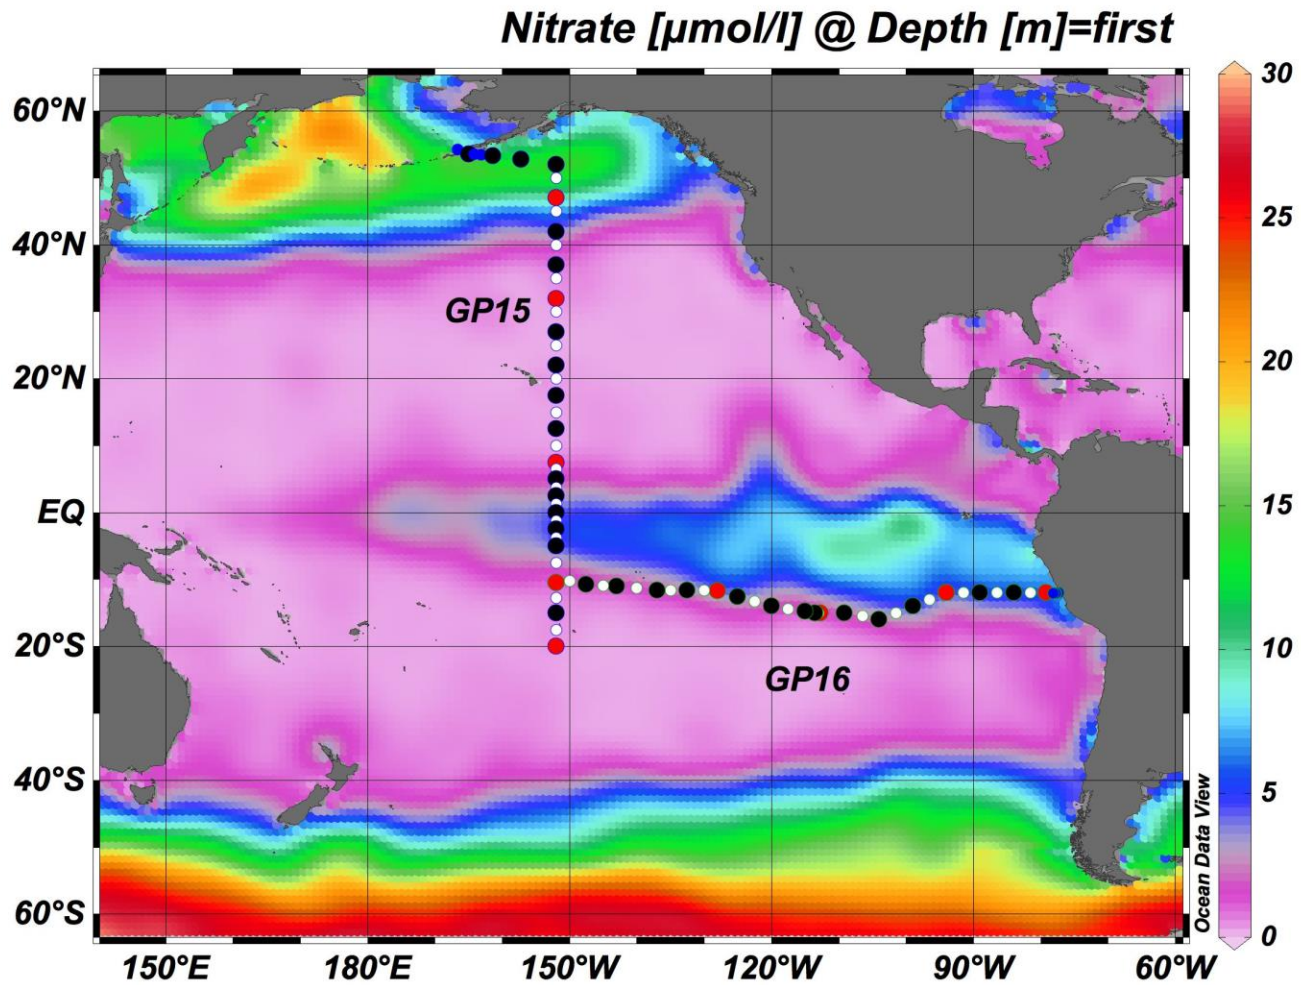 Nitrate [µmol/l] @ Depth [m]=first
60°N
40°N
20°N
EQ
20°S
40°S
60°S
GP15
GP16
150°E
180°E
150°W
120°W
90°W
60°W
Ocean Data View
30
25
20
15
10
5
0